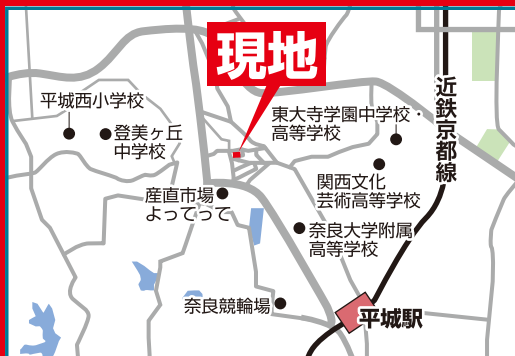 現地
平城西小学校
登美ヶ丘
中学校
東大寺学園中学校・
高等学校
近鉄京都線
関西文化
芸術高等学校
産直市場
よってって
奈良大学附属
高等学校
奈良競輪場
平城駅